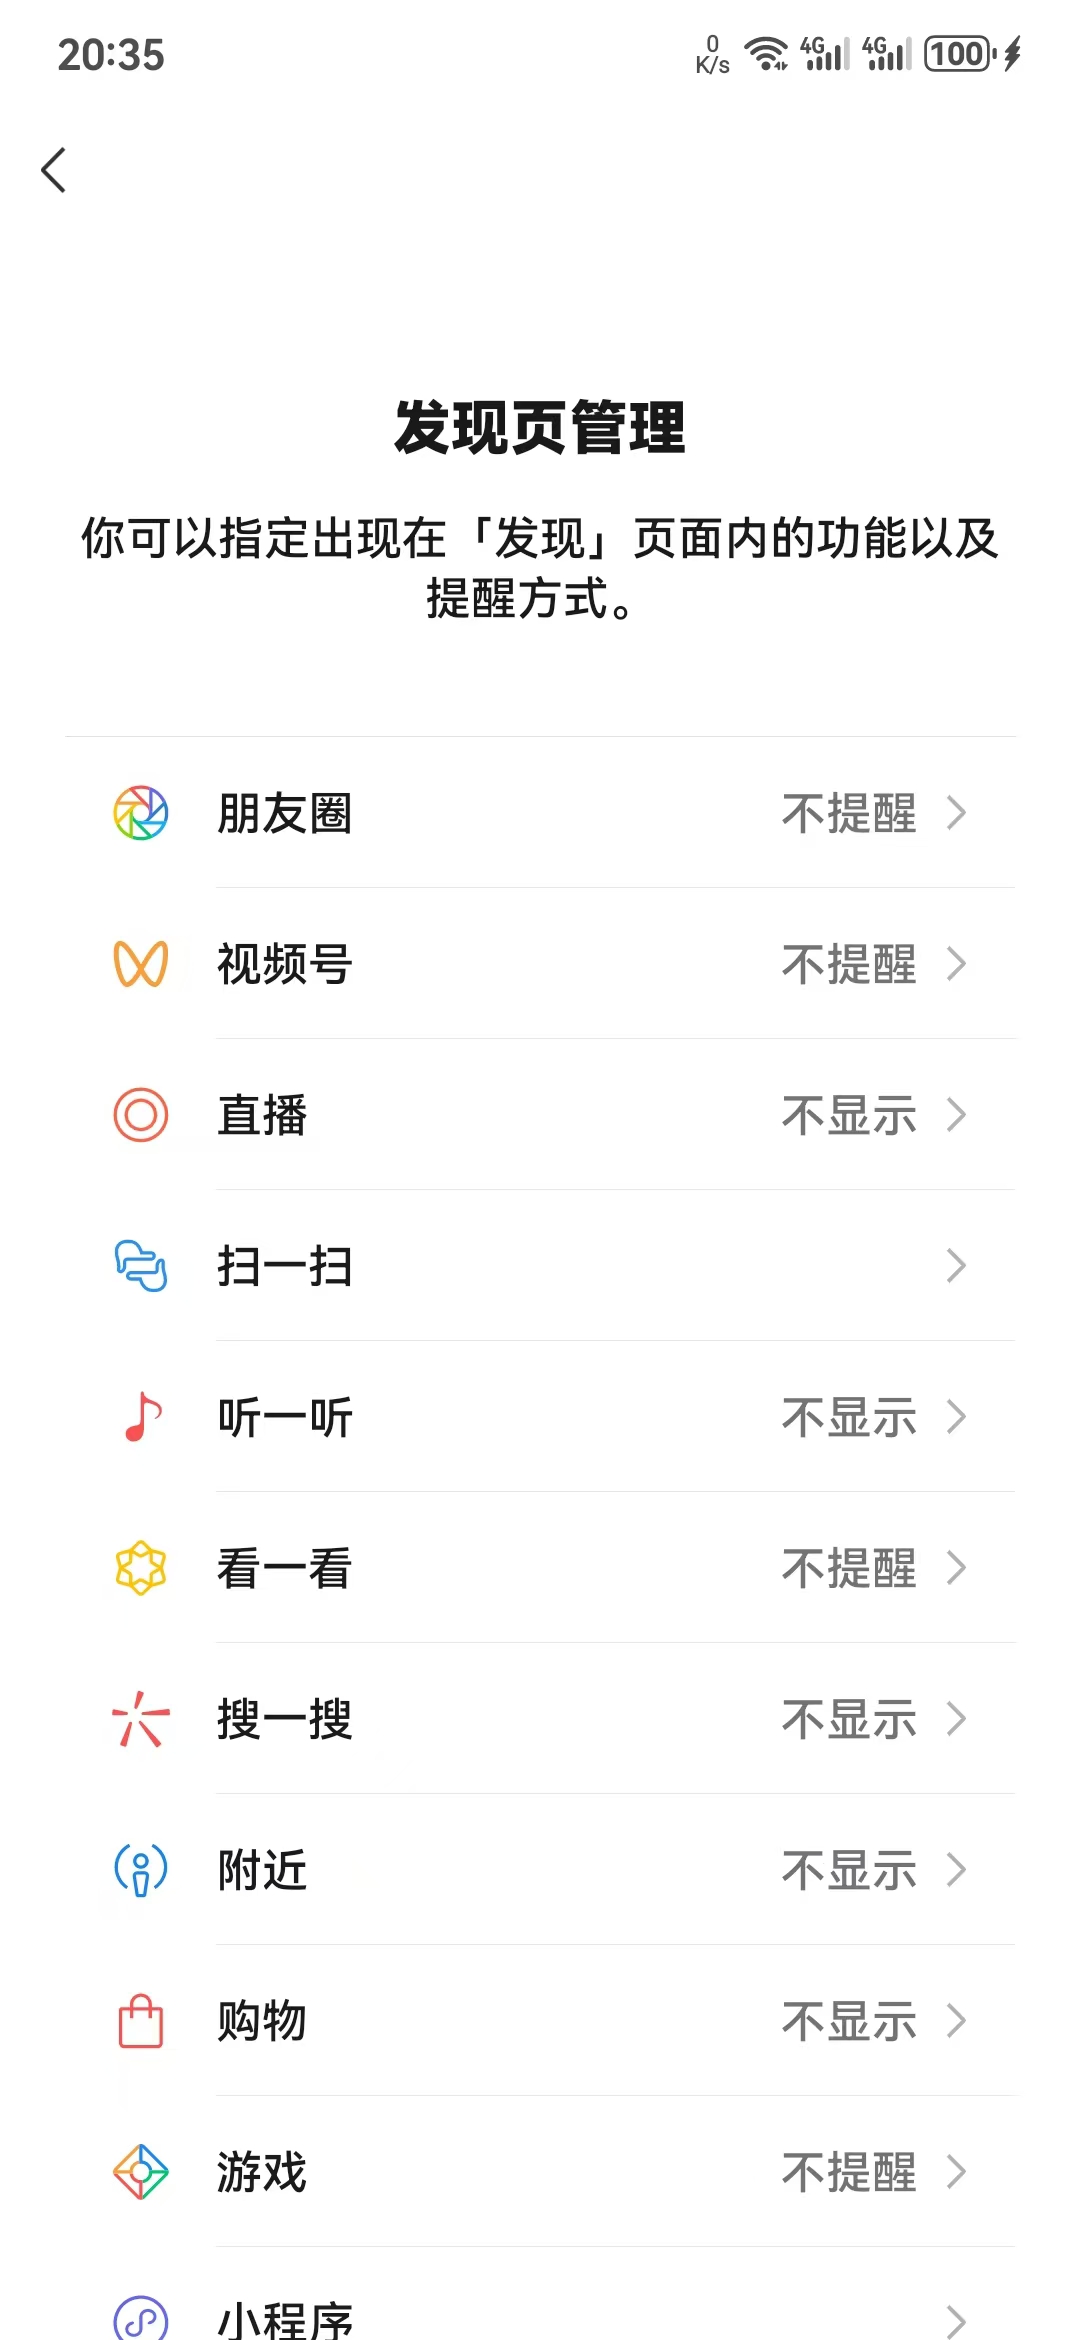 20:35
0
K/s
4G
4G
100
发现页管理
你可以指定出现在「发现」页面内的功能以及
提醒方式。
朋友圈 不提醒
视频号 不提醒
直播 不显示
扫一扫
听一听 不显示
看一看 不提醒
搜一搜 不显示
附近 不显示
购物 不显示
游戏 不提醒
小程序